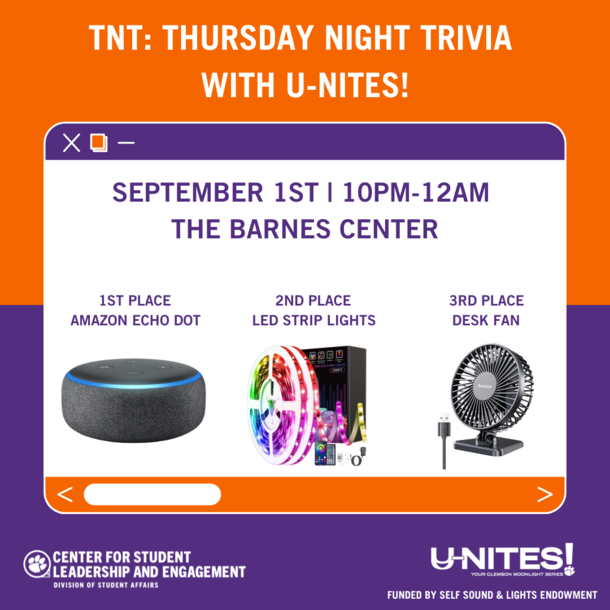 TNT: THURSDAY NIGHT TRIVIA
WITH U-NITES!
SEPTEMBER 1ST | 10PM-12AM
THE BARNES CENTER
1ST PLACE
AMAZON ECHO DOT
2ND PLACE
LED STRIP LIGHTS
3RD PLACE
DESK FAN
CENTER FOR STUDENT
LEADERSHIP AND ENGAGEMENT
DIVISION OF STUDENT AFFAIRS
U-NITES!
YOUR CLEMSON MOONLIGHT SERIES
FUNDED BY SELF SOUND & LIGHTS ENDOWMENT